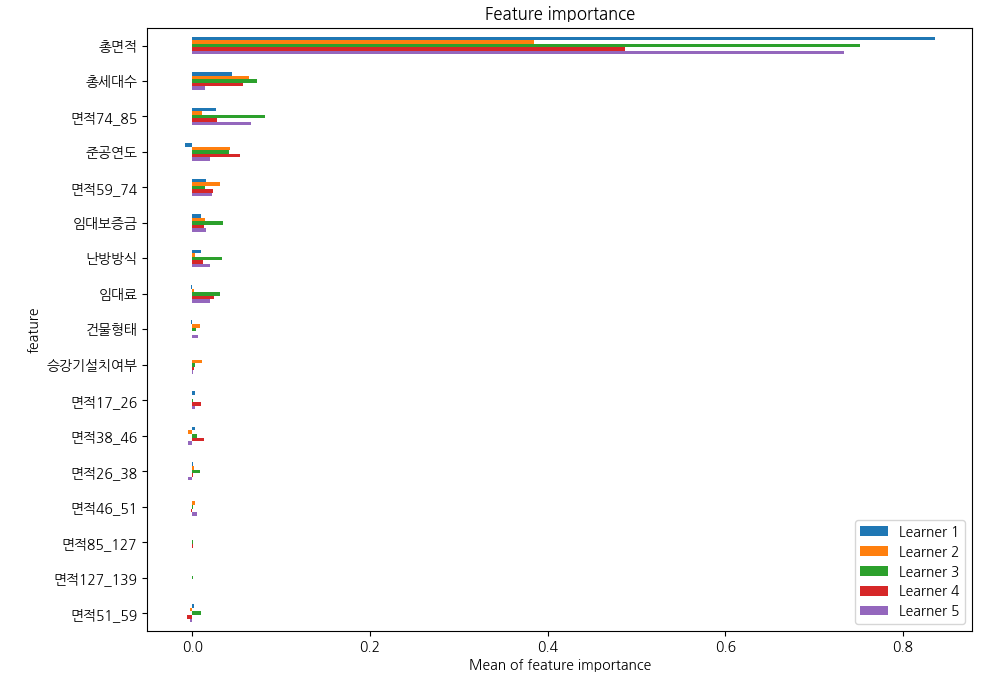 Feature importance
총면적
총세대수
면적74_85
준공연도
면적59_74
임대보증금
난방방식
임대료
건물형태
승강기설치여부
면적17_26
면적38_46
면적26_38
면적46_51
면적85_127
면적127_139
면적51_59
feature
Learner 1
Learner 2
Learner 3
Learner 4
Learner 5
0.0 0.2 0.4 0.6 0.8
Mean of feature importance